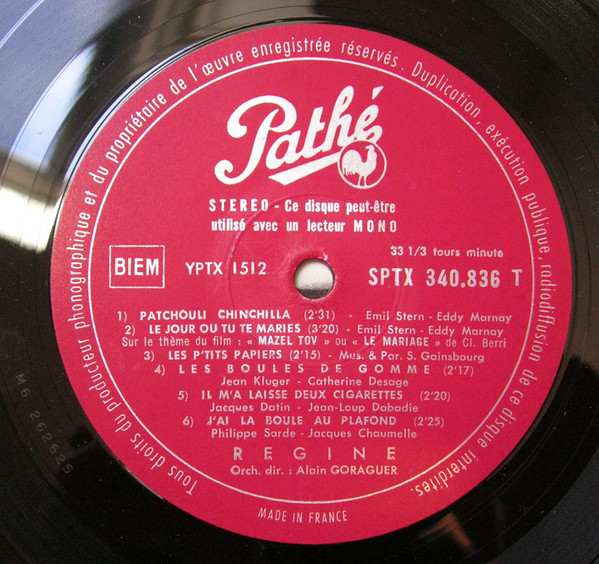 Tous droits du producteur phonographique et du propriétaire de l'œuvre enregistrée réservés. Duplication, exécution publique, radiodiffusion de ce disque interdites.
Pathé
STEREO - Ce disque peut-être
utilisé avec un lecteur MONO
33 1/3 tours minute
BIEM YPTX 1512 SPTX 340.836 T
1) PATCHOULI CHINCHILLA (2'31) - Emil Stern - Eddy Marnay
2) LE JOUR OU TU TE MARIES (3'20) - Emil Stern - Eddy Marnay
Sur le thème du film : « MAZEL TOV » ou « LE MARIAGE » de Cl. Berri
3) LES P'TITS PAPIERS (2'15) - Mus. & Par. S. Gainsbourg
4) LES BOULES DE GOMME (2'17)
Jean Kluger - Catherine Desage
5) IL M'A LAISSE DEUX CIGARETTES (2'20)
Jacques Datin - Jean-Loup Dabadie
6) J'AI LA BOULE AU PLAFOND (2'25)
Philippe Sarde - Jacques Chaumelle
REGINE
Orch. dir. : Alain GORAGUER
MADE IN FRANCE
M6 262625